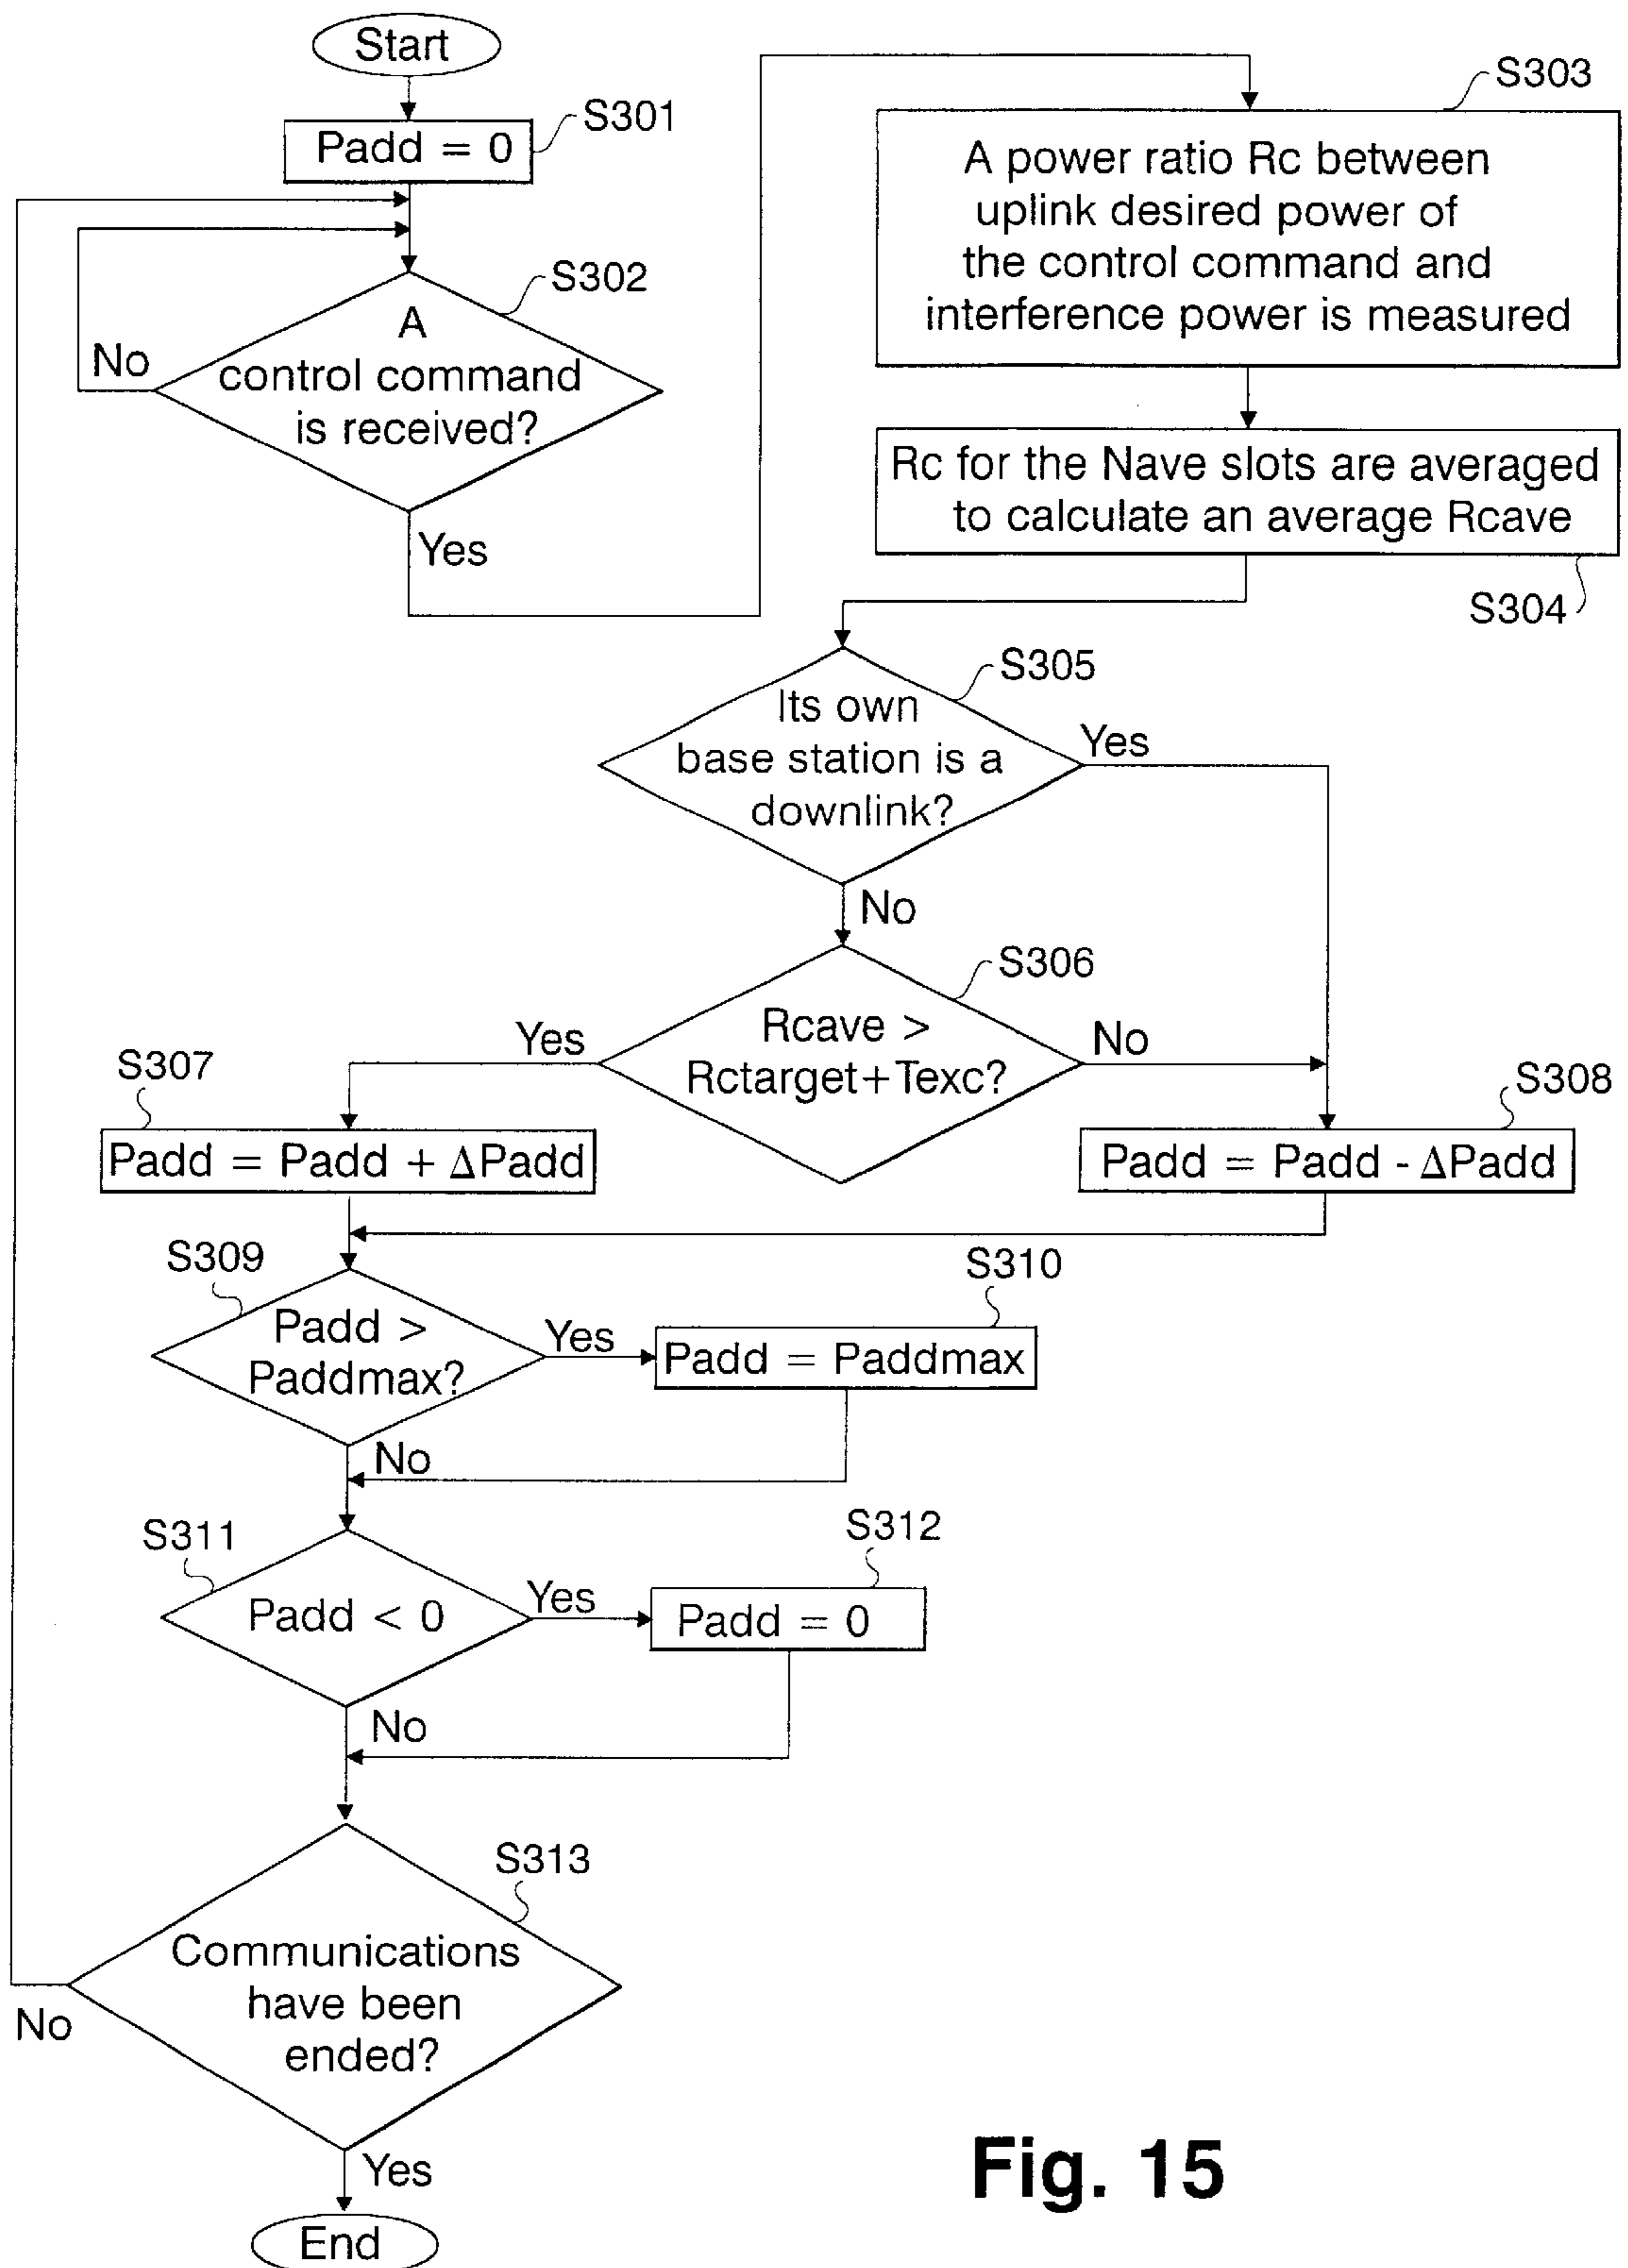 Start
S301
Padd = 0
S302
A
control command
is received?
No
Yes
S303
A power ratio Rc between
uplink desired power of
the control command and
interference power is measured
Rc for the Nave slots are averaged
to calculate an average Rcave
S304
S305
Its own
base station is a
downlink?
Yes
No
S306
Rcave >
Rctarget+Texc?
Yes
No
S307
Padd = Padd + ΔPadd
S308
Padd = Padd - ΔPadd
S309
Padd >
Paddmax?
Yes
S310
Padd = Paddmax
No
S311
Padd < 0
Yes
S312
Padd = 0
No
S313
Communications
have been
ended?
No
Yes
End
Fig. 15